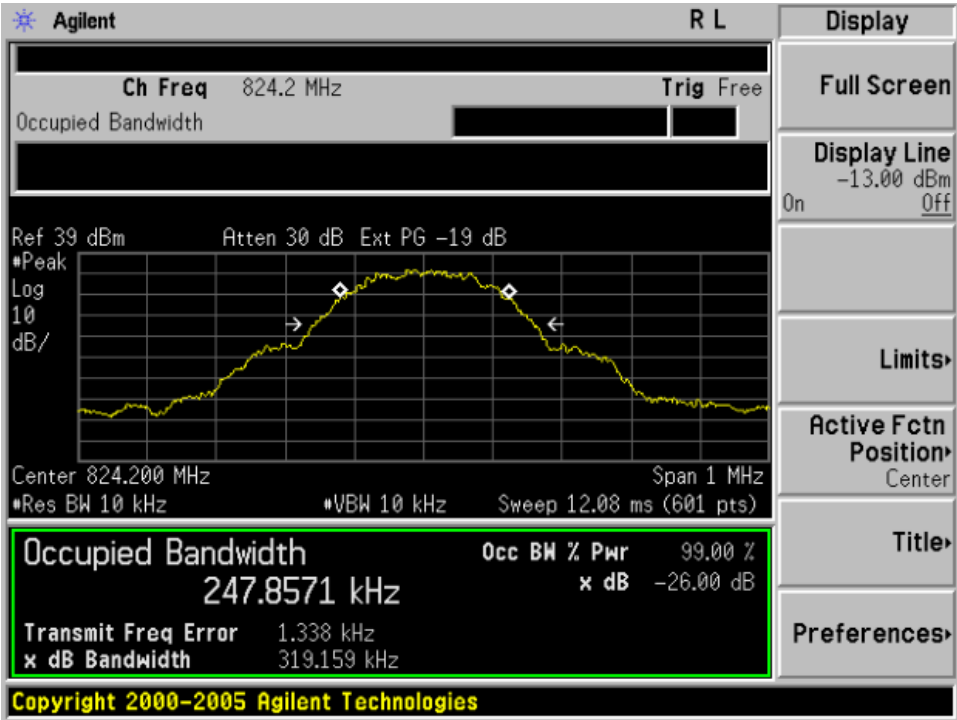 Agilent R L Display
Ch Freq 824.2 MHz Trig Free
Occupied Bandwidth
Full Screen
Display Line
-13.00 dBm
On Off
Ref 39 dBm Atten 30 dB Ext PG -19 dB
#Peak
Log
10
dB/
Limits
Active Fctn
Position
Center
Center 824.200 MHz Span 1 MHz
#Res BW 10 kHz #VBW 10 kHz Sweep 12.08 ms (601 pts)
Title
Occupied Bandwidth Occ BW % Pwr 99.00 %
247.8571 kHz x dB -26.00 dB
Transmit Freq Error 1.338 kHz
x dB Bandwidth 319.159 kHz
Preferences
Copyright 2000-2005 Agilent Technologies